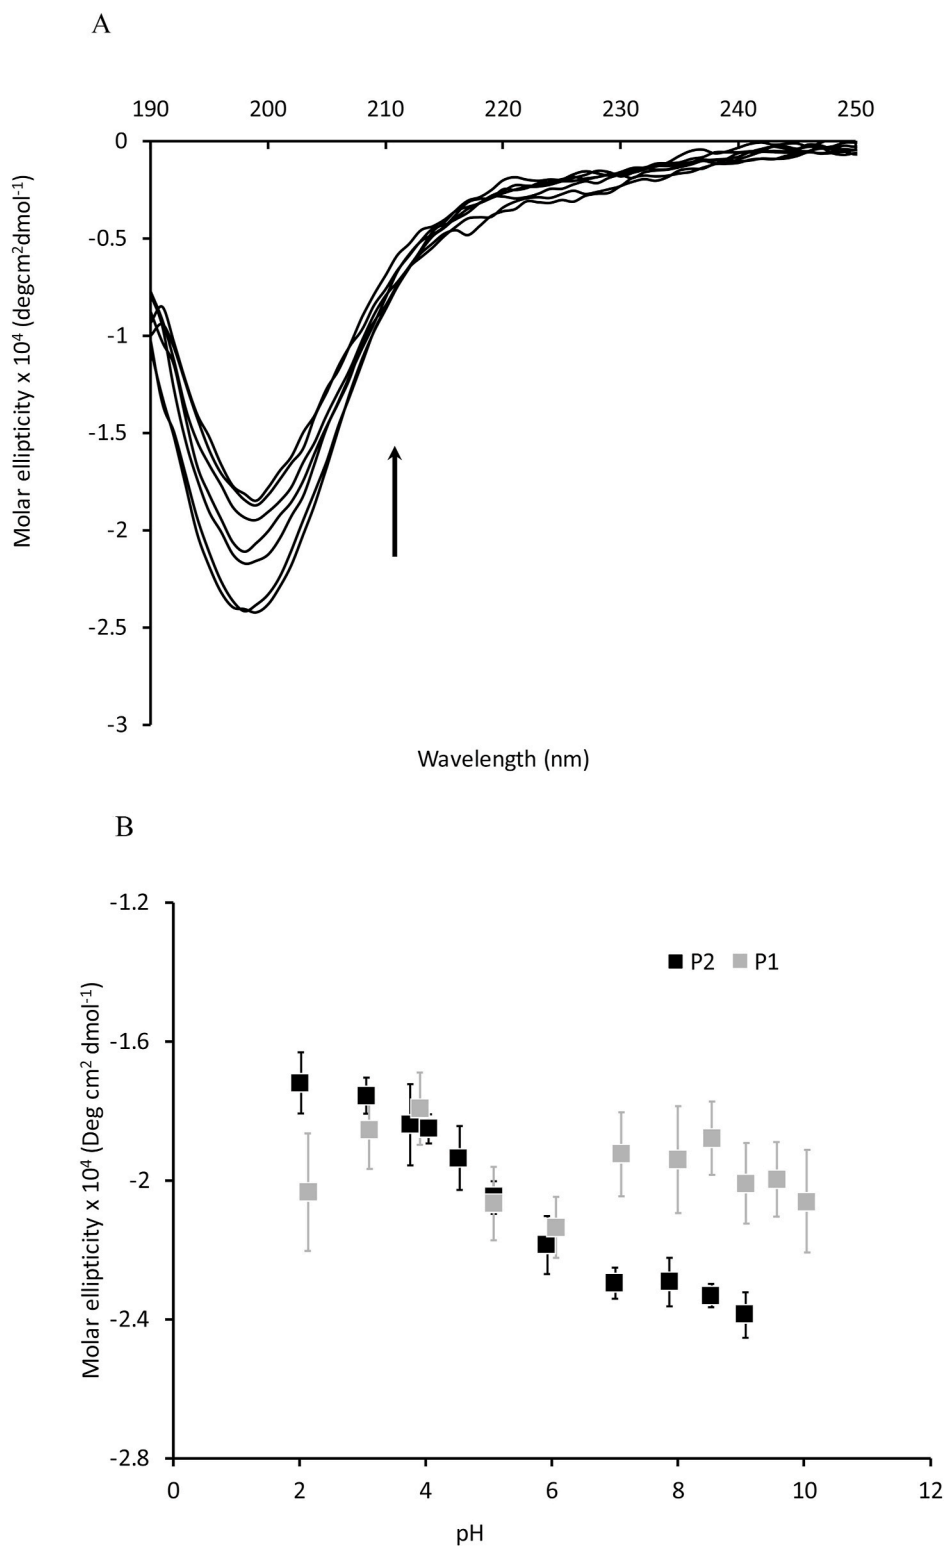 A
190 200 210 220 230 240 250
0
-0.5
-1
-1.5
-2
-2.5
-3
Molar ellipticity x 10⁴ (degcm²dmol⁻¹)
Wavelength (nm)
B
-1.2
-1.6
-2
-2.4
-2.8
Molar ellipticity x 10⁴ (Deg cm² dmol⁻¹)
P2 P1
0 2 4 6 8 10 12
pH